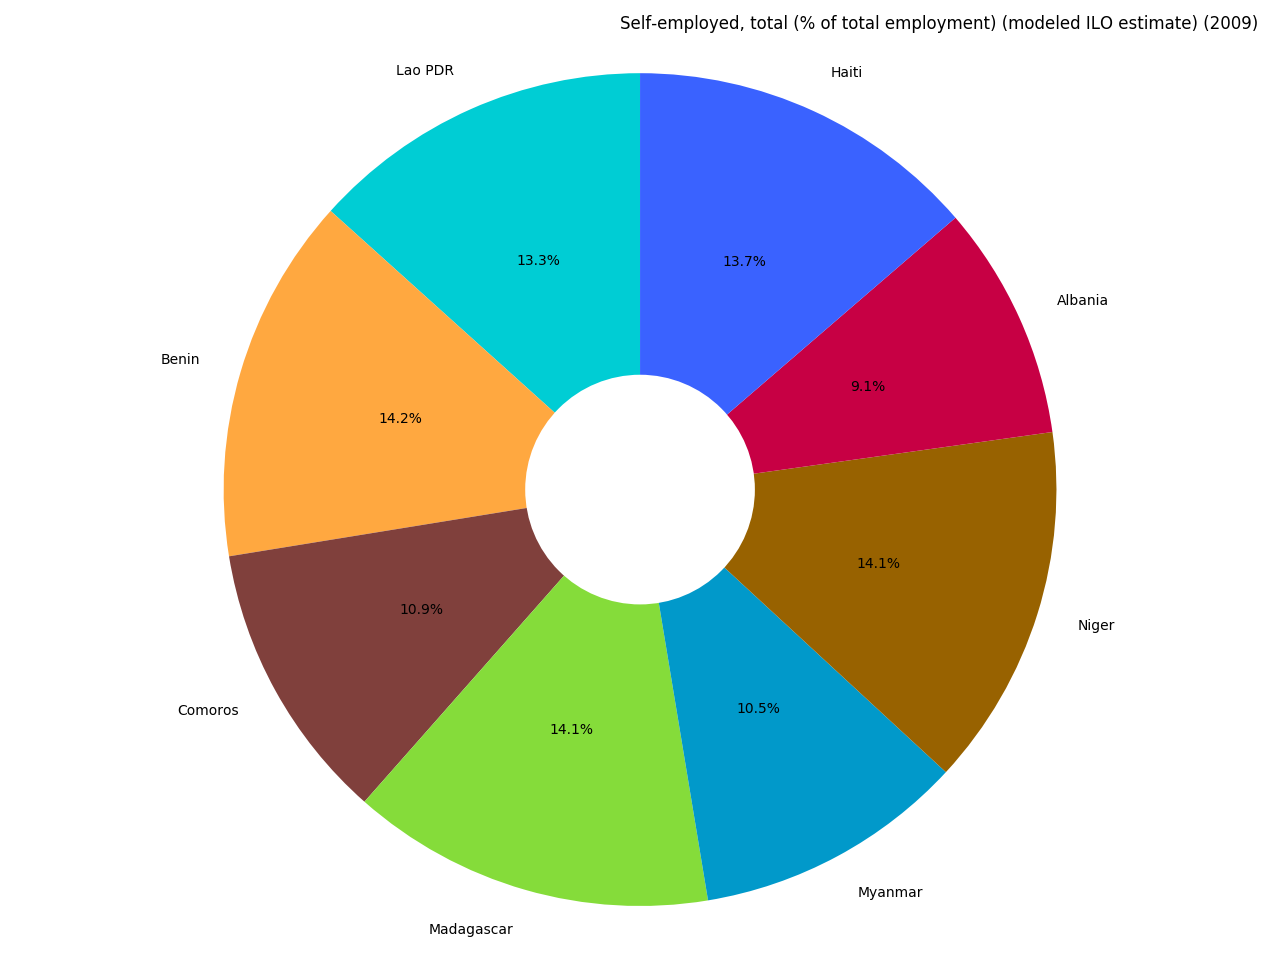 Self-employed, total (% of total employment) (modeled ILO estimate) (2009)
Lao PDR
Haiti
Albania
Benin
13.3%
13.7%
9.1%
14.2%
14.1%
10.9%
10.5%
14.1%
Niger
Comoros
Myanmar
Madagascar